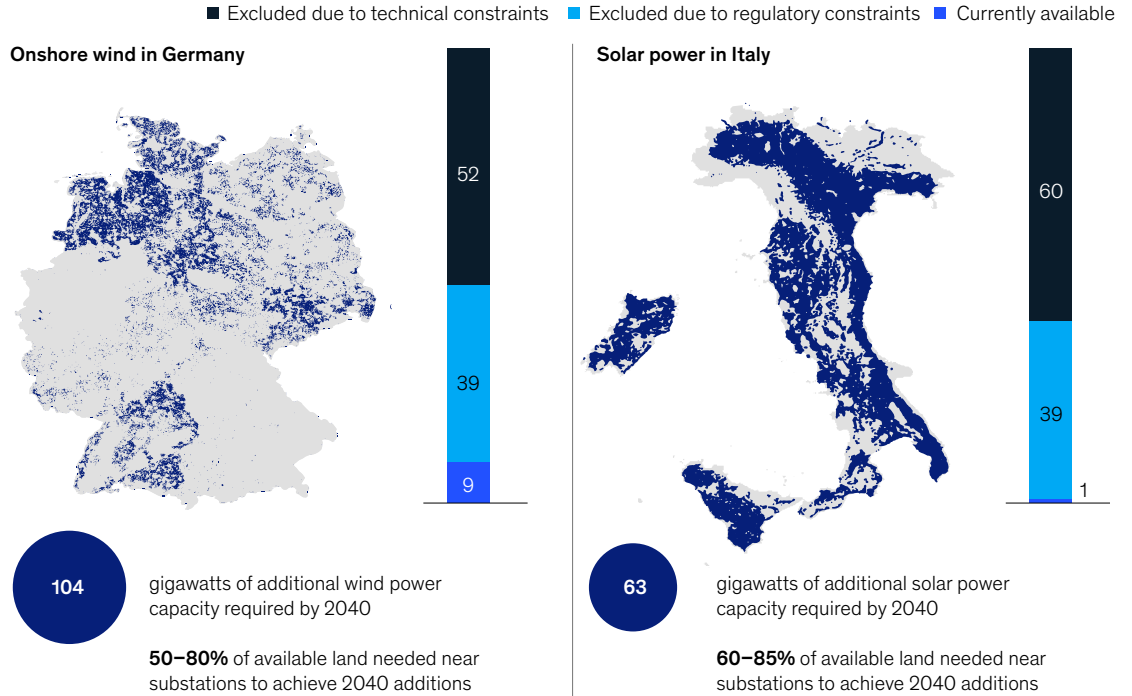 Excluded due to technical constraints Excluded due to regulatory constraints Currently available
Onshore wind in Germany
52
39
9
104
gigawatts of additional wind power
capacity required by 2040
50–80% of available land needed near
substations to achieve 2040 additions
Solar power in Italy
60
39
1
63
gigawatts of additional solar power
capacity required by 2040
60–85% of available land needed near
substations to achieve 2040 additions